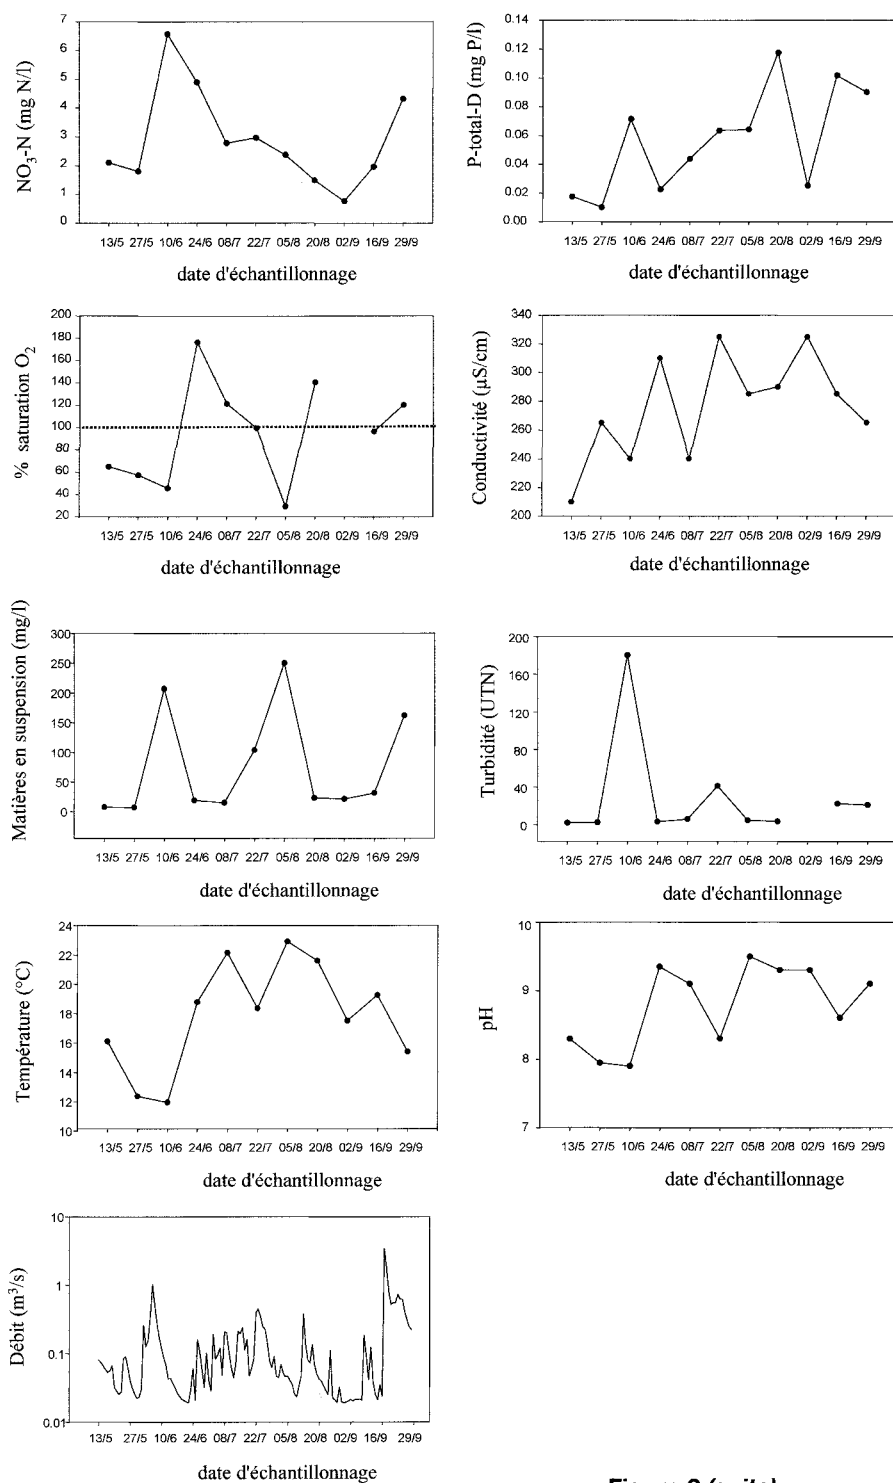 NO3-N (mg N/l)
7
6
5
4
3
2
1
0
13/5 27/5 10/6 24/6 08/7 22/7 05/8 20/8 02/9 16/9 29/9
date d'échantillonnage
P-total-D (mg P/l)
0.14
0.12
0.10
0.08
0.06
0.04
0.02
0.00
13/5 27/5 10/6 24/6 08/7 22/7 05/8 20/8 02/9 16/9 29/9
date d'échantillonnage
% saturation O2
200
180
160
140
120
100
80
60
40
20
13/5 27/5 10/6 24/6 08/7 22/7 05/8 20/8 02/9 16/9 29/9
date d'échantillonnage
Conductivité (µS/cm)
340
320
300
280
260
240
220
200
13/5 27/5 10/6 24/6 08/7 22/7 05/8 20/8 02/9 16/9 29/9
date d'échantillonnage
Matières en suspension (mg/l)
300
250
200
150
100
50
0
13/5 27/5 10/6 24/6 08/7 22/7 05/8 20/8 02/9 16/9 29/9
date d'échantillonnage
Turbidité (UTN)
200
160
120
80
40
0
13/5 27/5 10/6 24/6 08/7 22/7 05/8 20/8 02/9 16/9 29/9
date d'échantillonnage
Température (°C)
24
22
20
18
16
14
12
10
13/5 27/5 10/6 24/6 08/7 22/7 05/8 20/8 02/9 16/9 29/9
date d'échantillonnage
pH
10
9
8
7
13/5 27/5 10/6 24/6 08/7 22/7 05/8 20/8 02/9 16/9 29/9
date d'échantillonnage
Débit (m3/s)
10
1
0.1
0.01
13/5 27/5 10/6 24/6 08/7 22/7 05/8 20/8 02/9 16/9 29/9
date d'échantillonnage